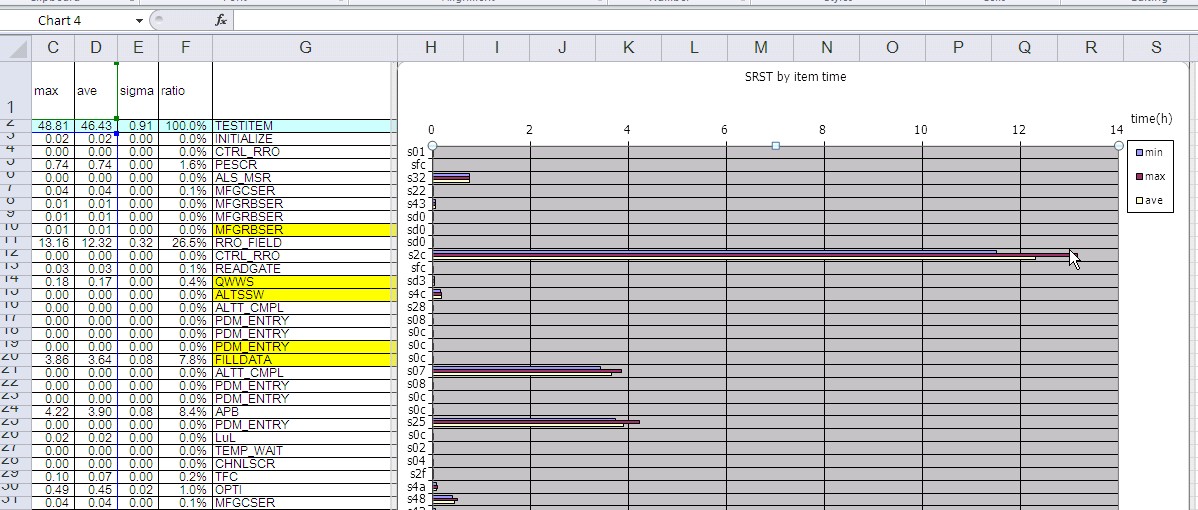 Chart 4 fx
C D E F G H I J K L M N O P Q R S
1 max ave sigma ratio
2 48.81 46.43 0.91 100.0% TESTITEM
3 0.02 0.02 0.00 0.0% INITIALIZE
4 0.00 0.00 0.00 0.0% CTRL_RRO
5 0.74 0.74 0.00 1.6% PESCR
6 0.00 0.00 0.00 0.0% ALS_MSR
7 0.04 0.04 0.00 0.1% MFGCSER
8 0.01 0.01 0.00 0.0% MFGRBSER
9 0.01 0.01 0.00 0.0% MFGRBSER
10 0.01 0.01 0.00 0.0% MFGRBSER
11 13.16 12.32 0.32 26.5% RRO_FIELD
12 0.00 0.00 0.00 0.0% CTRL_RRO
13 0.03 0.03 0.00 0.1% READGATE
14 0.18 0.17 0.00 0.4% QWWS
15 0.00 0.00 0.00 0.0% ALTSSW
16 0.00 0.00 0.00 0.0% ALTT_CMPL
17 0.00 0.00 0.00 0.0% PDM_ENTRY
18 0.00 0.00 0.00 0.0% PDM_ENTRY
19 0.00 0.00 0.00 0.0% PDM_ENTRY
20 3.86 3.64 0.08 7.8% FILLDATA
21 0.00 0.00 0.00 0.0% ALTT_CMPL
22 0.00 0.00 0.00 0.0% PDM_ENTRY
23 0.00 0.00 0.00 0.0% PDM_ENTRY
24 4.22 3.90 0.08 8.4% APB
25 0.00 0.00 0.00 0.0% PDM_ENTRY
26 0.02 0.02 0.00 0.0% LuL
27 0.00 0.00 0.00 0.0% TEMP_WAIT
28 0.00 0.00 0.00 0.0% CHNLSCR
29 0.10 0.07 0.00 0.2% TFC
30 0.49 0.45 0.02 1.0% OPTI
31 0.04 0.04 0.00 0.1% MFGCSER
SRST by item time
time(h)
0 2 4 6 8 10 12 14
s01
sfc
s32
s22
s43
sd0
sd0
sd0
s2c
sfc
sd3
s4c
s28
s08
s0c
s0c
s0c
s07
s08
s0c
s0c
s25
s0c
s02
s04
s2f
s4a
s48
min
max
ave